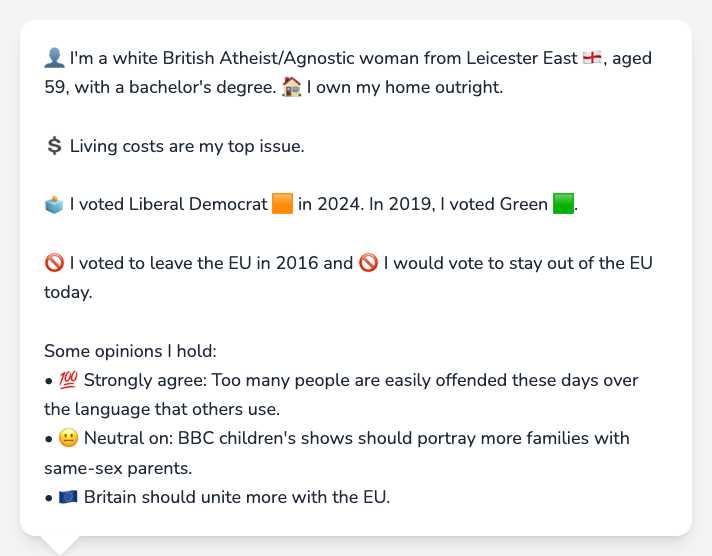 👤 I'm a white British Atheist/Agnostic woman from Leicester East 🏴󠁧󠁢󠁥󠁮󠁧󠁿, aged
59, with a bachelor's degree. 🏠 I own my home outright.
💲 Living costs are my top issue.
🗳️ I voted Liberal Democrat 🟧 in 2024. In 2019, I voted Green 🟩.
🚫 I voted to leave the EU in 2016 and 🚫 I would vote to stay out of the EU
today.
Some opinions I hold:
• 💯 Strongly agree: Too many people are easily offended these days over
the language that others use.
• 😐 Neutral on: BBC children's shows should portray more families with
same-sex parents.
• 🇪🇺 Britain should unite more with the EU.